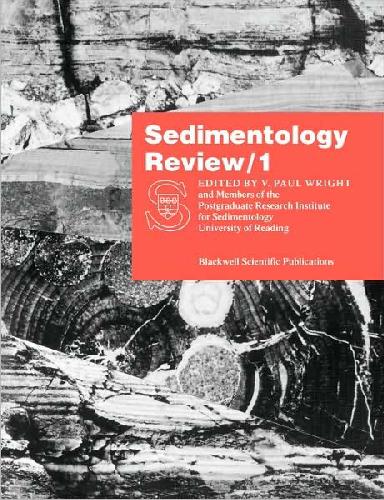 Sedimentology
Review/1
EDITED BY V. PAUL WRIGHT
and Members of the
Postgraduate Research Institute
for Sedimentology
University of Reading
Blackwell Scientific Publications